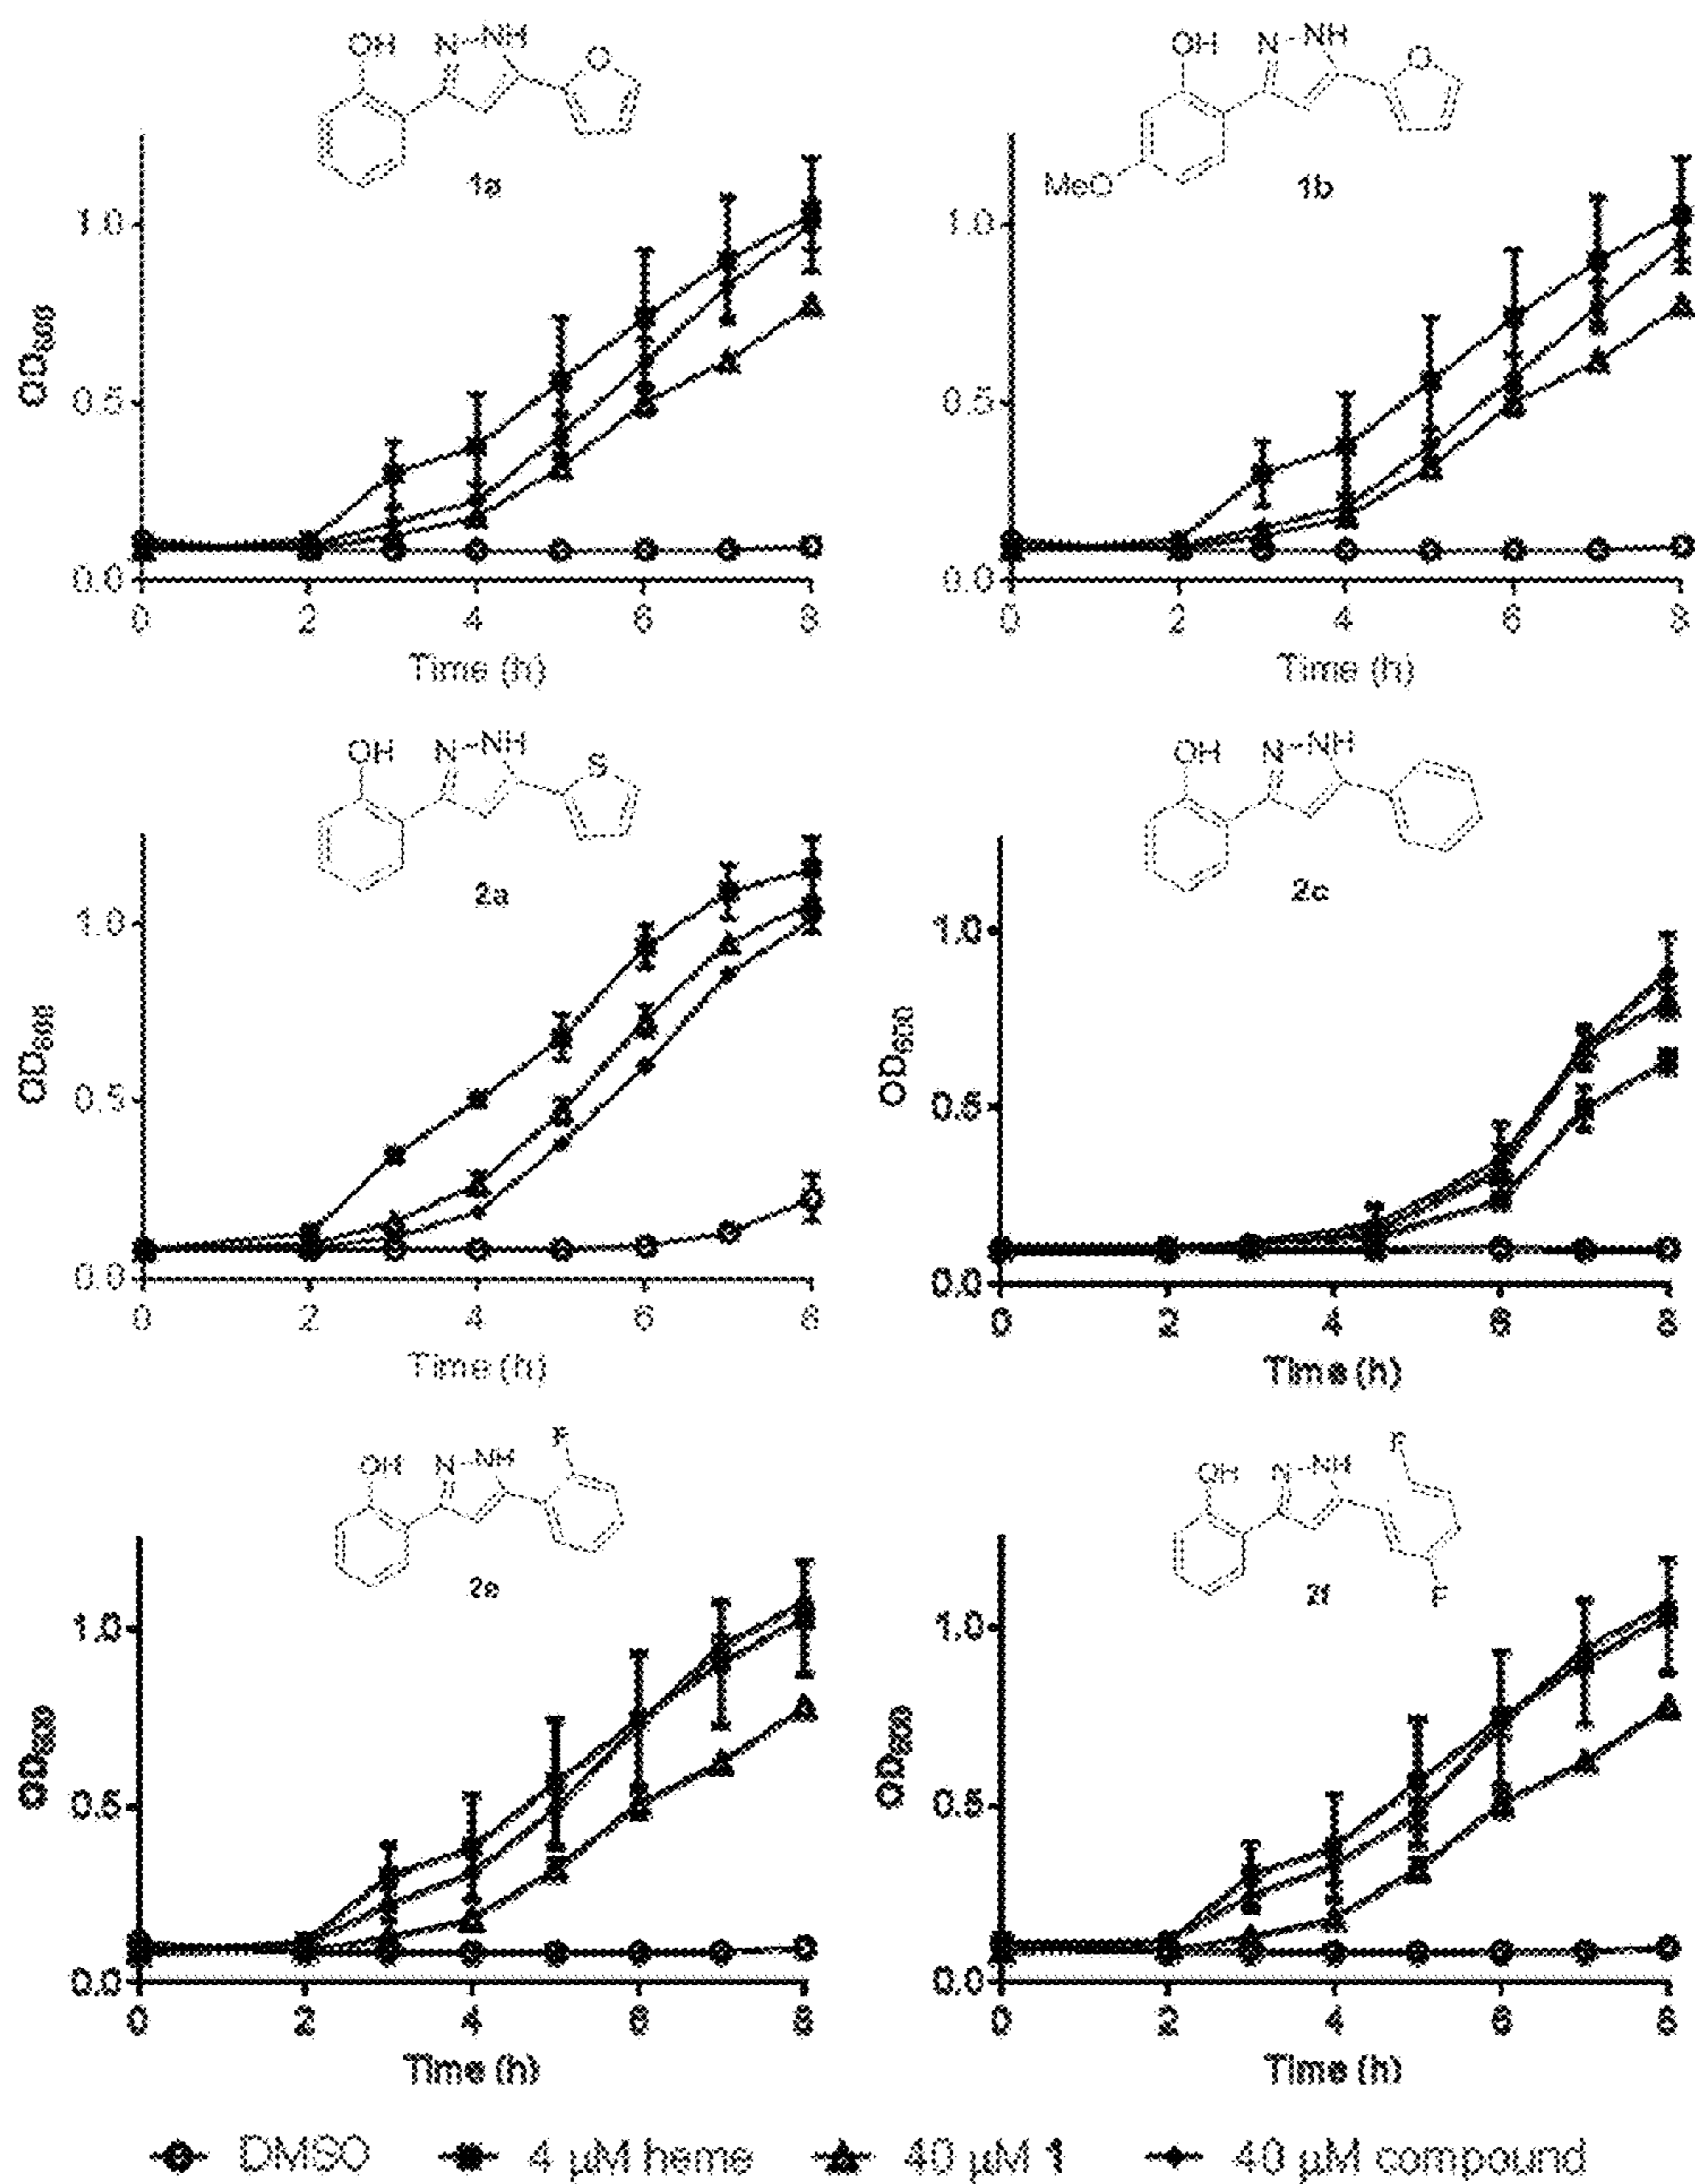 OH N-NH O
OH N-NH O
1a
MeO 1b
OD600
1.0
0.5
0.0
0 2 4 6 8
Time (h)
1.0
0.5
0.0
0 2 4 6 8
Time (h)
OH N-NH S
2a
OH N-NH
2c
OD600
1.0
0.5
0.0
0 2 4 6 8
Time (h)
OD600
1.0
0.5
0.0
0 2 4 6 8
Time (h)
F
OH N-NH
2e
F
OH N-NH
F
2f
OD600
1.0
0.5
0.0
0 2 4 6 8
Time (h)
OD600
1.0
0.5
0.0
0 2 4 6 8
Time (h)
DMSO 4 µM heme 40 µM 1 40 µM compound